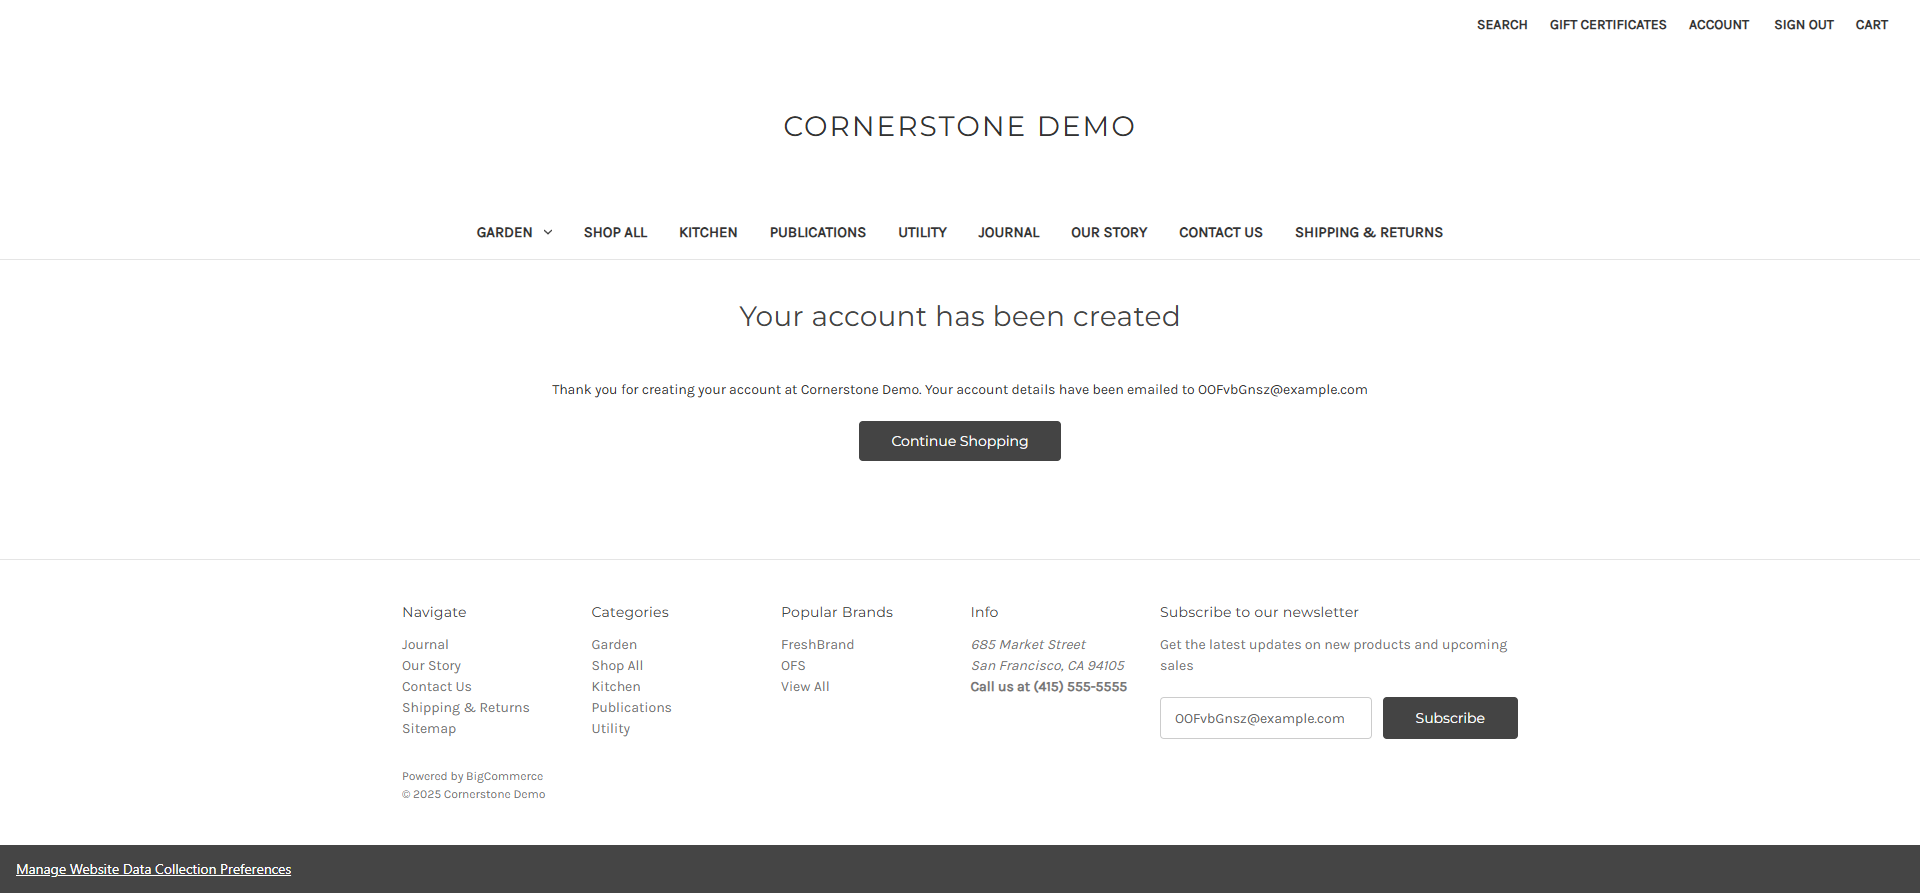 SEARCH GIFT CERTIFICATES ACCOUNT SIGN OUT CART
CORNERSTONE DEMO
GARDEN SHOP ALL KITCHEN PUBLICATIONS UTILITY JOURNAL OUR STORY CONTACT US SHIPPING & RETURNS
Your account has been created
Thank you for creating your account at Cornerstone Demo. Your account details have been emailed to OOFvbGnsz@example.com
Continue Shopping
Navigate
Journal
Our Story
Contact Us
Shipping & Returns
Sitemap
Categories
Garden
Shop All
Kitchen
Publications
Utility
Popular Brands
FreshBrand
OFS
View All
Info
685 Market Street
San Francisco, CA 94105
Call us at (415) 555-5555
Subscribe to our newsletter
Get the latest updates on new products and upcoming
sales
OOFvbGnsz@example.com
Subscribe
Powered by BigCommerce
© 2025 Cornerstone Demo
Manage Website Data Collection Preferences